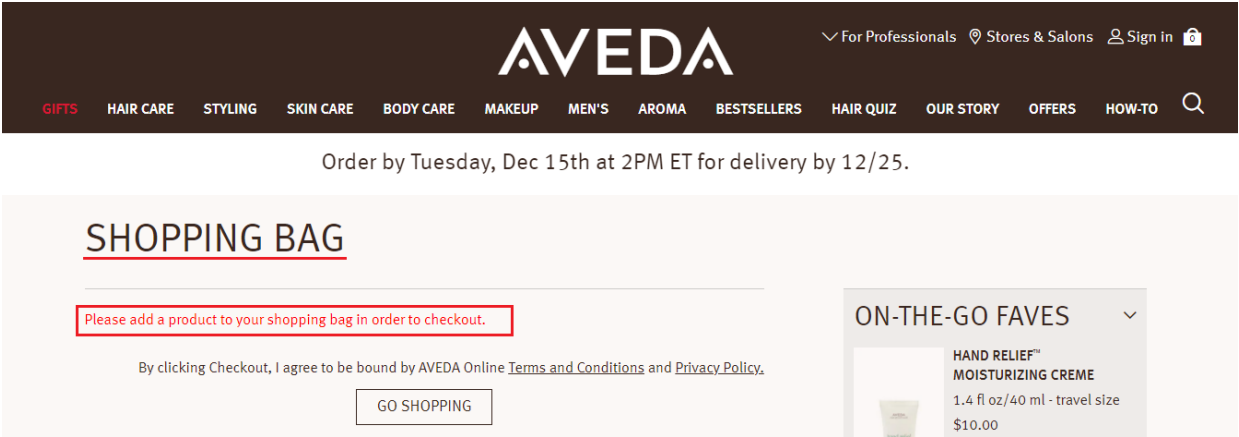 AVEDA
For Professionals Stores & Salons Sign in 0
GIFTS HAIR CARE STYLING SKIN CARE BODY CARE MAKEUP MEN'S AROMA BESTSELLERS HAIR QUIZ OUR STORY OFFERS HOW-TO
Order by Tuesday, Dec 15th at 2PM ET for delivery by 12/25.
SHOPPING BAG
Please add a product to your shopping bag in order to checkout.
By clicking Checkout, I agree to be bound by AVEDA Online Terms and Conditions and Privacy Policy.
GO SHOPPING
ON-THE-GO FAVES
HAND RELIEF™
MOISTURIZING CREME
1.4 fl oz/40 ml - travel size
$10.00